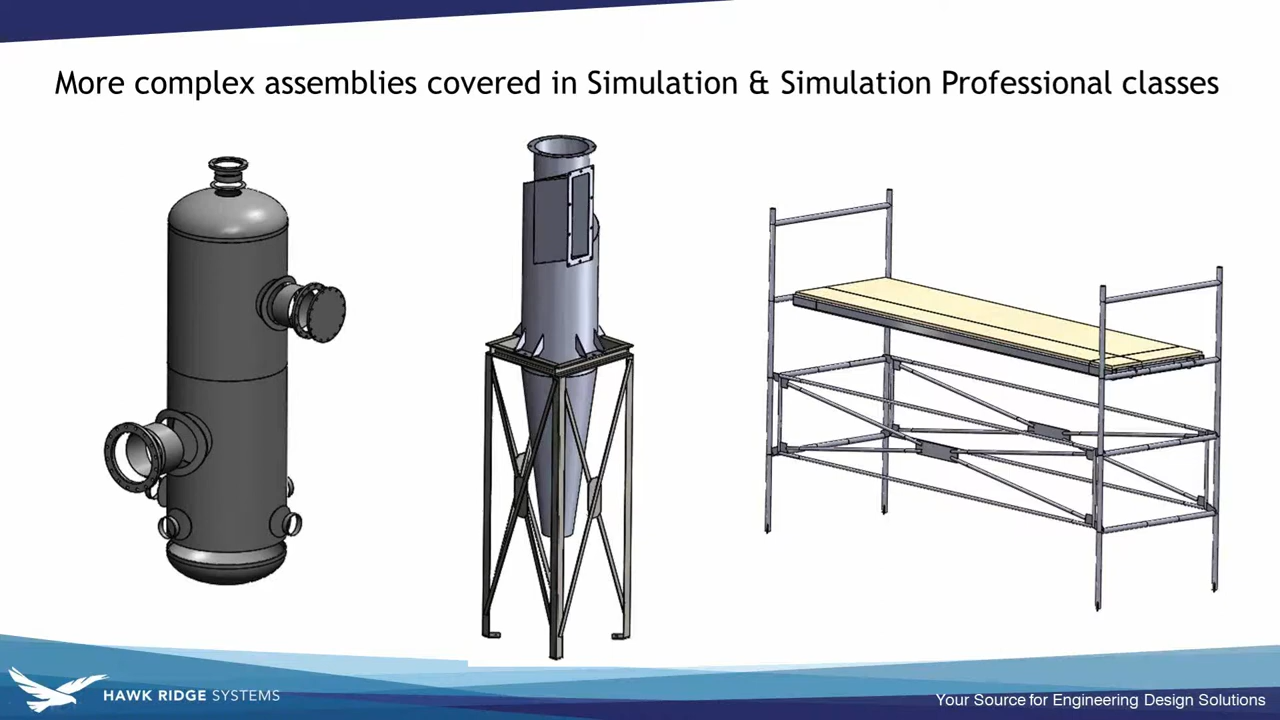 More complex assemblies covered in Simulation & Simulation Professional classes
HAWK RIDGE SYSTEMS
Your Source for Engineering Design Solutions